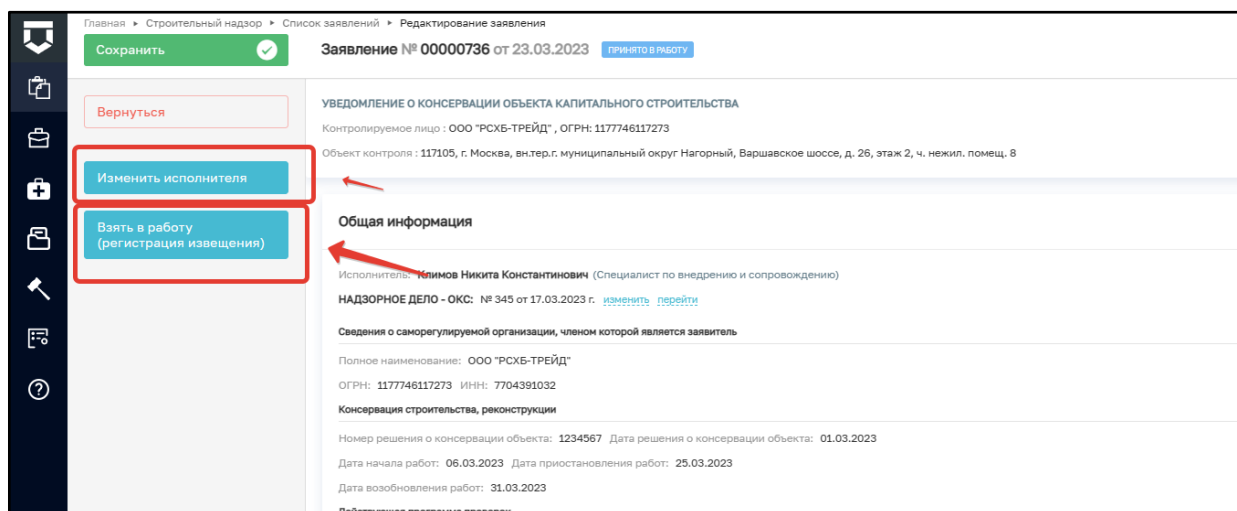 Главная ▸ Строительный надзор ▸ Список заявлений ▸ Редактирование заявления
Сохранить
Заявление № 00000736 от 23.03.2023 ПРИНЯТО В РАБОТУ
Вернуться
УВЕДОМЛЕНИЕ О КОНСЕРВАЦИИ ОБЪЕКТА КАПИТАЛЬНОГО СТРОИТЕЛЬСТВА
Контролируемое лицо : ООО "РСХБ-ТРЕЙД" , ОГРН: 1177746117273
Объект контроля : 117105, г. Москва, вн.тер.г. муниципальный округ Нагорный, Варшавское шоссе, д. 26, этаж 2, ч. нежил. помещ. 8
Изменить исполнителя
Взять в работу
(регистрация извещения)
Общая информация
Исполнитель: Климов Никита Константинович (Специалист по внедрению и сопровождению)
НАДЗОРНОЕ ДЕЛО - ОКС: № 345 от 17.03.2023 г. изменить перейти
Сведения о саморегулируемой организации, членом которой является заявитель
Полное наименование: ООО "РСХБ-ТРЕЙД"
ОГРН: 1177746117273 ИНН: 7704391032
Консервация строительства, реконструкции
Номер решения о консервации объекта: 1234567 Дата решения о консервации объекта: 01.03.2023
Дата начала работ: 06.03.2023 Дата приостановления работ: 25.03.2023
Дата возобновления работ: 31.03.2023
Действующая программа проверок